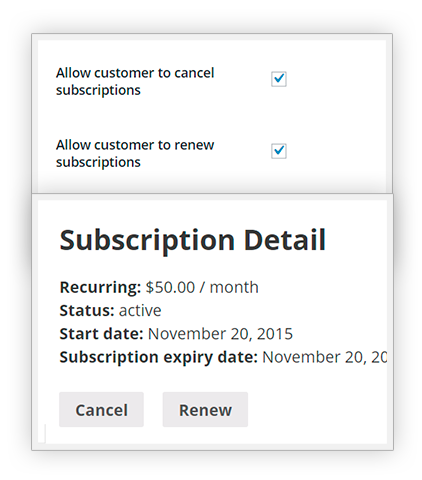 Allow customer to cancel
subscriptions
Allow customer to renew
subscriptions
Subscription Detail
Recurring: $50.00 / month
Status: active
Start date: November 20, 2015
Subscription expiry date: November 20, 20
Cancel Renew